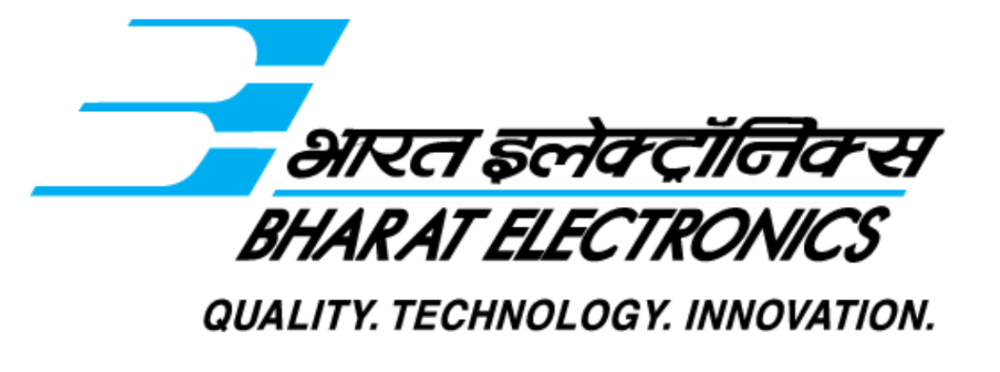 भारत इलेक्ट्रॉनिक्स
BHARAT ELECTRONICS
QUALITY. TECHNOLOGY. INNOVATION.